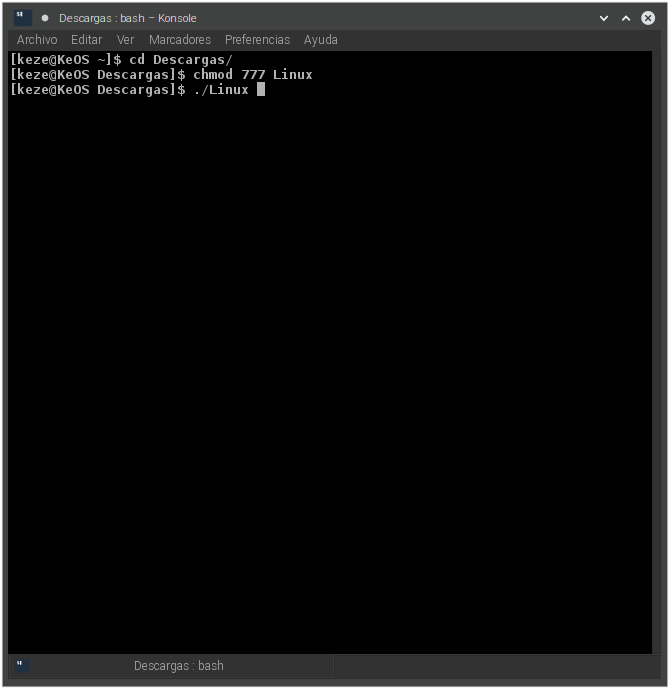 Descargas : bash – Konsole
Archivo Editar Ver Marcadores Preferencias Ayuda
[keze@KeOS ~]$ cd Descargas/
[keze@KeOS Descargas]$ chmod 777 Linux
[keze@KeOS Descargas]$ ./Linux
Descargas : bash